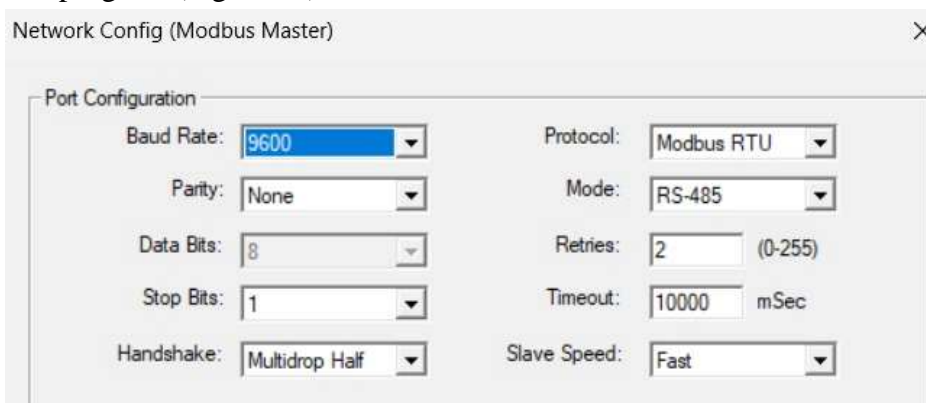 Network Config (Modbus Master)
Port Configuration
Baud Rate: 9600 Protocol: Modbus RTU
Parity: None Mode: RS-485
Data Bits: 8 Retries: 2 (0-255)
Stop Bits: 1 Timeout: 10000 mSec
Handshake: Multidrop Half Slave Speed: Fast